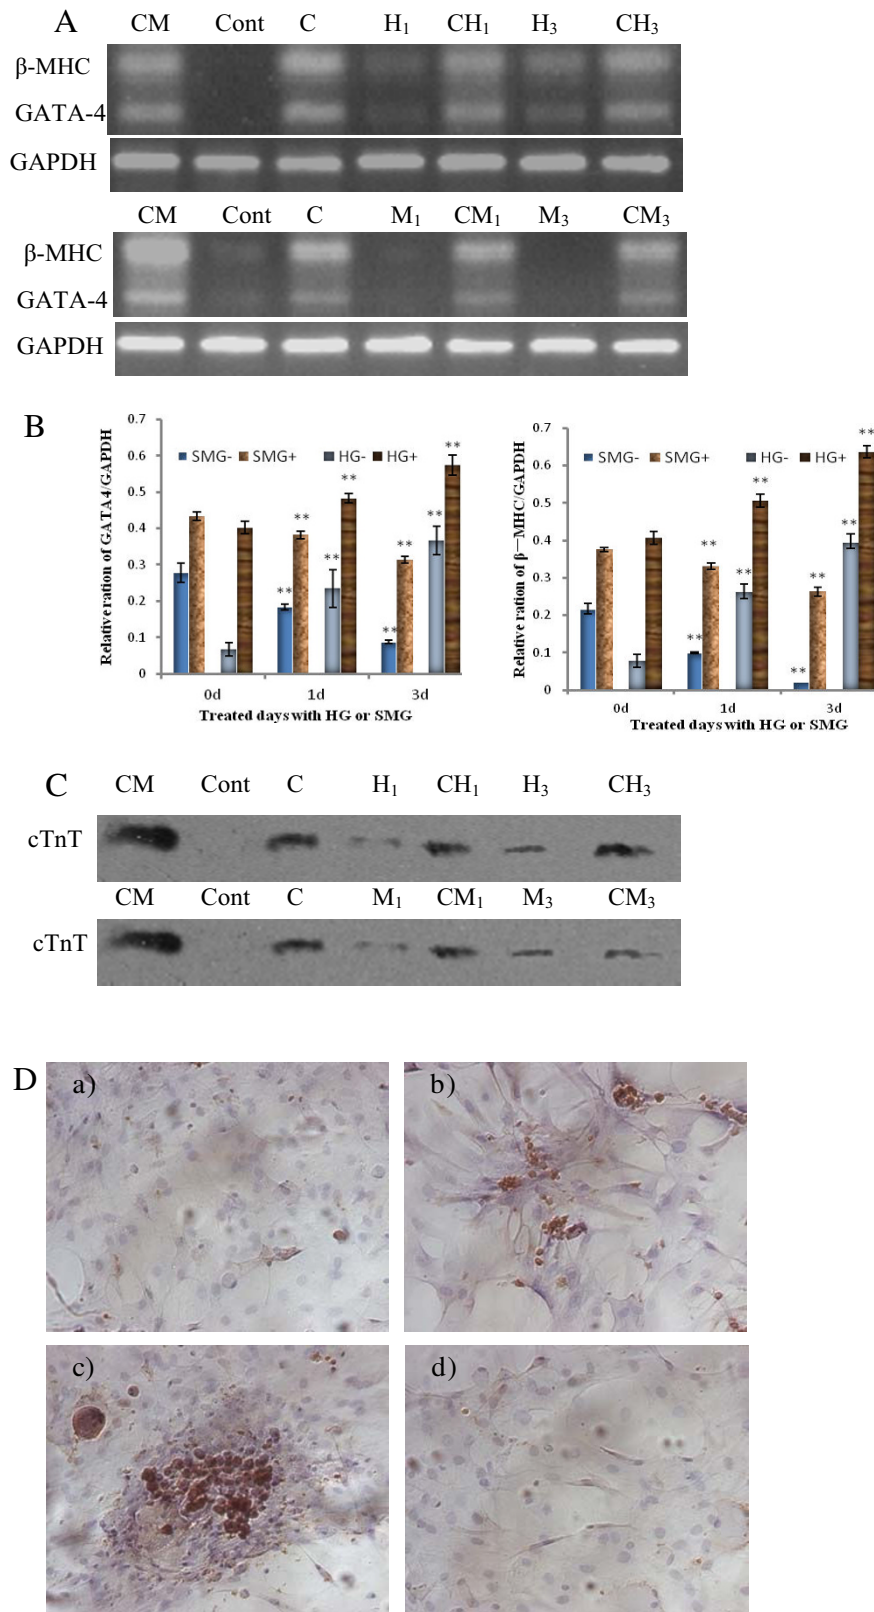 A
CM Cont C H₁ CH₁ H₃ CH₃
β-MHC
GATA-4
GAPDH
CM Cont C M₁ CM₁ M₃ CM₃
β-MHC
GATA-4
GAPDH
B
Relative ration of GATA4/GAPDH
0.7
0.6
0.5
0.4
0.3
0.2
0.1
0
SMG- SMG+ HG- HG+
** ** ** ** ** ** ** **
0d 1d 3d
Treated days with HG or SMG
Relative ration of β—MHC/GAPDH
0.7
0.6
0.5
0.4
0.3
0.2
0.1
0
SMG- SMG+ HG- HG+
** ** ** ** ** ** ** **
0d 1d 3d
Treated days with HG or SMG
C
CM Cont C H₁ CH₁ H₃ CH₃
cTnT
CM Cont C M₁ CM₁ M₃ CM₃
cTnT
D
a) b)
c) d)